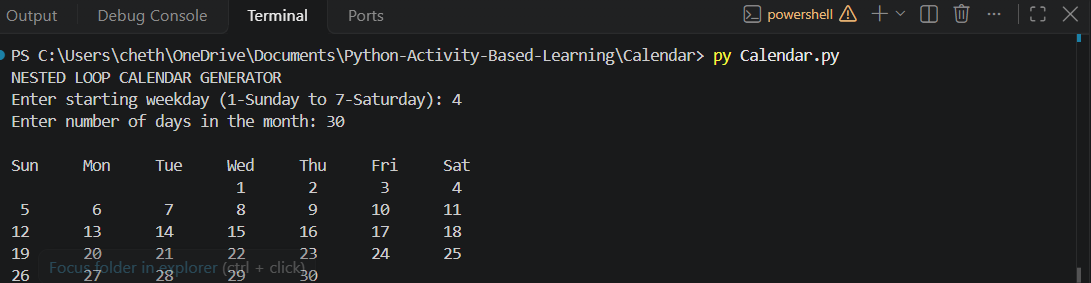 Output Debug Console Terminal Ports powershell
PS C:\Users\cheth\OneDrive\Documents\Python-Activity-Based-Learning\Calendar> py Calendar.py
NESTED LOOP CALENDAR GENERATOR
Enter starting weekday (1-Sunday to 7-Saturday): 4
Enter number of days in the month: 30
Sun Mon Tue Wed Thu Fri Sat
1 2 3 4
5 6 7 8 9 10 11
12 13 14 15 16 17 18
19 20 21 22 23 24 25
Focus folder in explorer (ctrl + click)
26 27 28 29 30